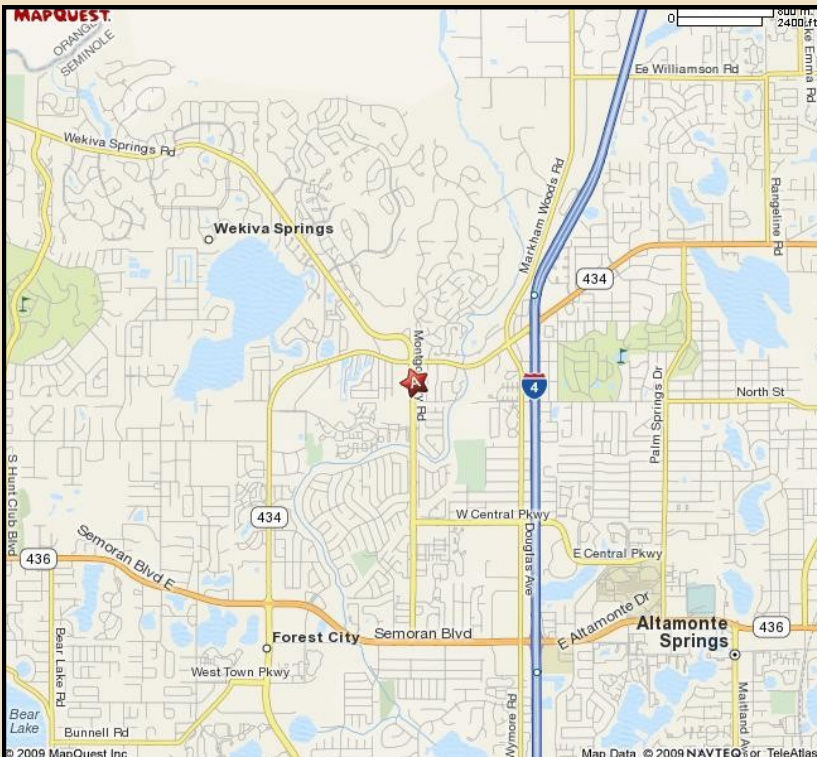 MAPQUEST.
0
800 m.
2400 ft
ORANGE
SEMINOLE
Ee Williamson Rd
Lake Emma Rd
Wekiva Springs Rd
Markham Woods Rd
Rangeline Rd
Wekiva Springs
434
Montgomery Rd
A
4
North St
Palm Springs Dr
S Hunt Club Blvd
434
W Central Pkwy
Douglas Ave
E Central Pkwy
436
Semoran Blvd E
E Altamonte Dr
Altamonte
Springs
436
Forest City
Semoran Blvd
Bear Lake Rd
West Town Pkwy
Wymore Rd
Maitland Av
Bear
Lake
Bunnell Rd
© 2009 MapQuest Inc.
Map Data © 2009 NAVTEQ or TeleAtlas